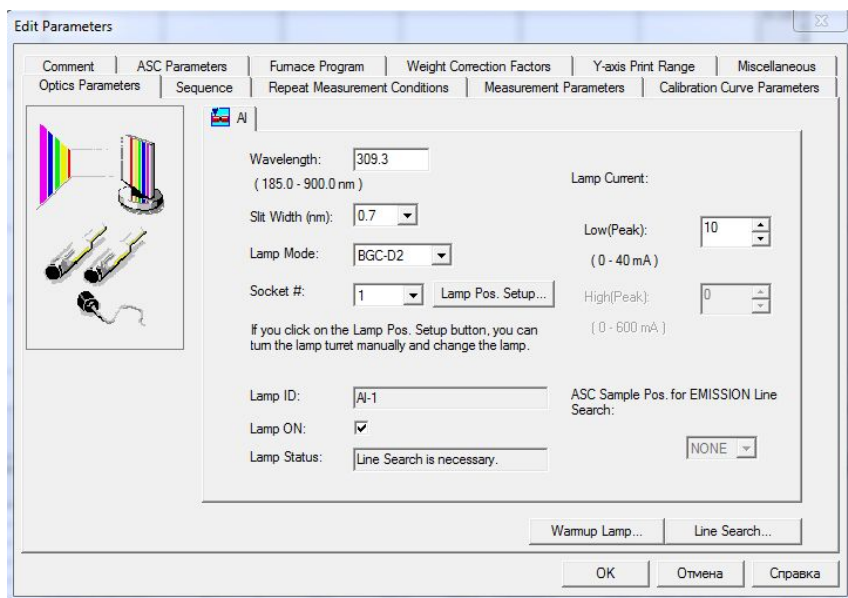 Edit Parameters
Comment ASC Parameters Furnace Program Weight Correction Factors Y-axis Print Range Miscellaneous
Optics Parameters Sequence Repeat Measurement Conditions Measurement Parameters Calibration Curve Parameters
Al
Wavelength: 309.3
( 185.0 - 900.0 nm )
Lamp Current:
Slit Width (nm): 0.7
Low(Peak): 10
Lamp Mode: BGC-D2
( 0 - 40 mA )
Socket #: 1 Lamp Pos. Setup...
High(Peak): 0
( 0 - 600 mA )
If you click on the Lamp Pos. Setup button, you can
turn the lamp turret manually and change the lamp.
Lamp ID: Al-1
ASC Sample Pos. for EMISSION Line
Search:
Lamp ON:
NONE
Lamp Status: Line Search is necessary.
Warmup Lamp... Line Search...
OK Отмена Справка